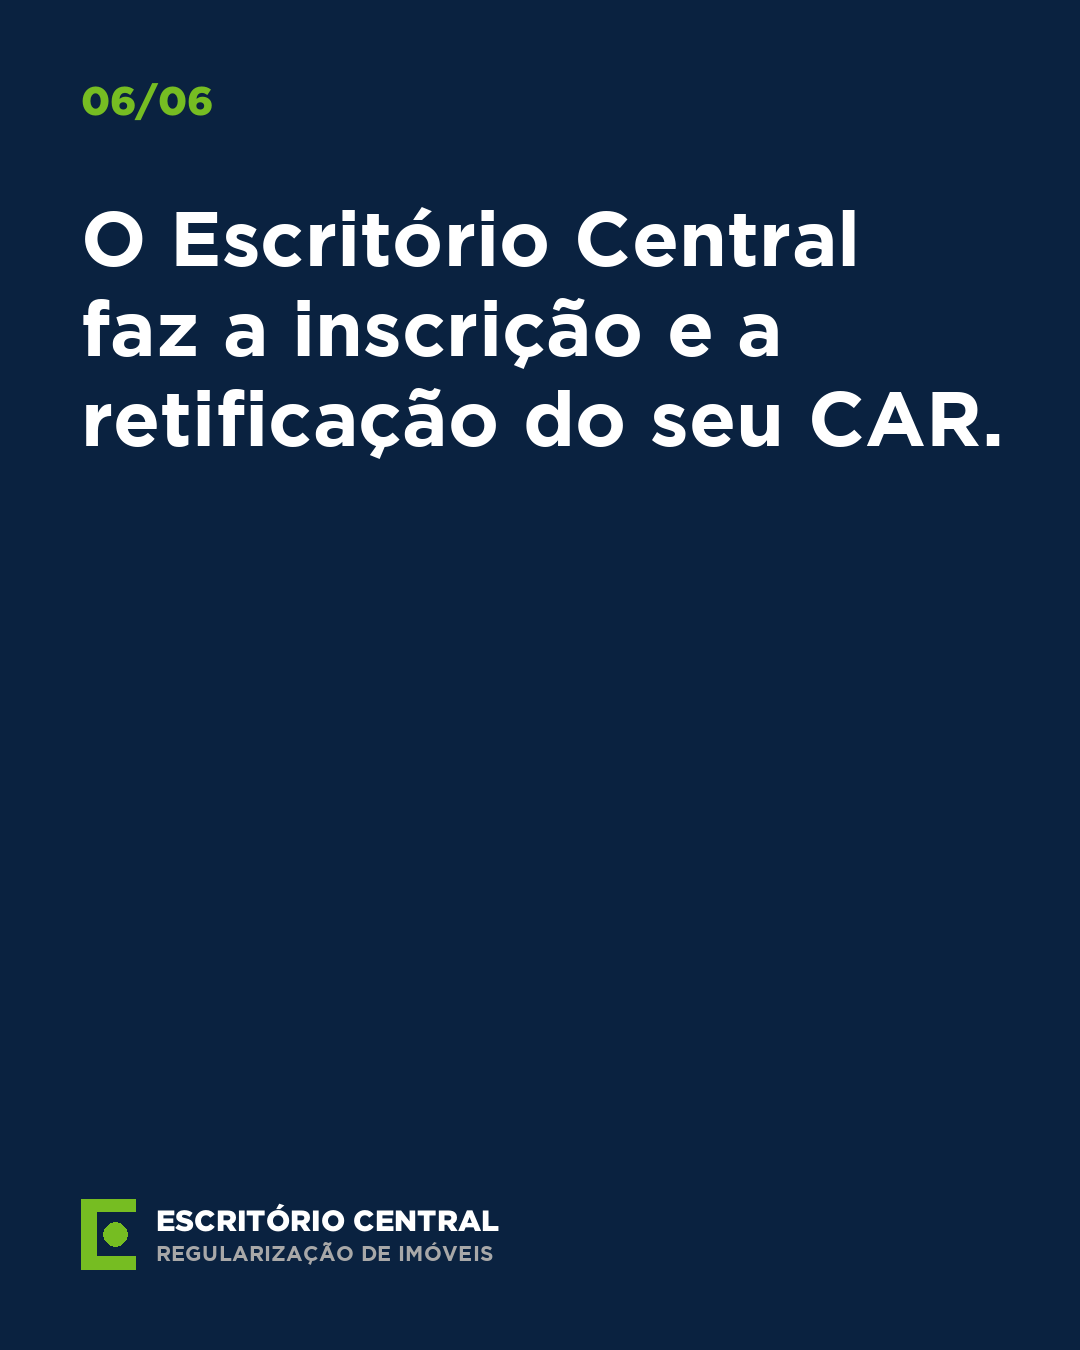 06/06
O Escritório Central
faz a inscrição e a
retificação do seu CAR.
ESCRITÓRIO CENTRAL
REGULARIZAÇÃO DE IMÓVEIS